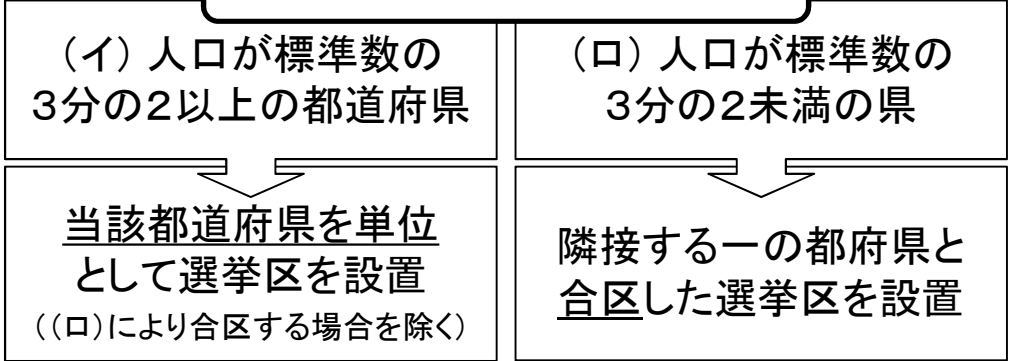 (イ) 人口が標準数の
3分の2以上の都道府県
当該都道府県を単位
として選挙区を設置
((ロ)により合区する場合を除く)
(ロ) 人口が標準数の
3分の2未満の県
隣接する一の都府県と
合区した選挙区を設置